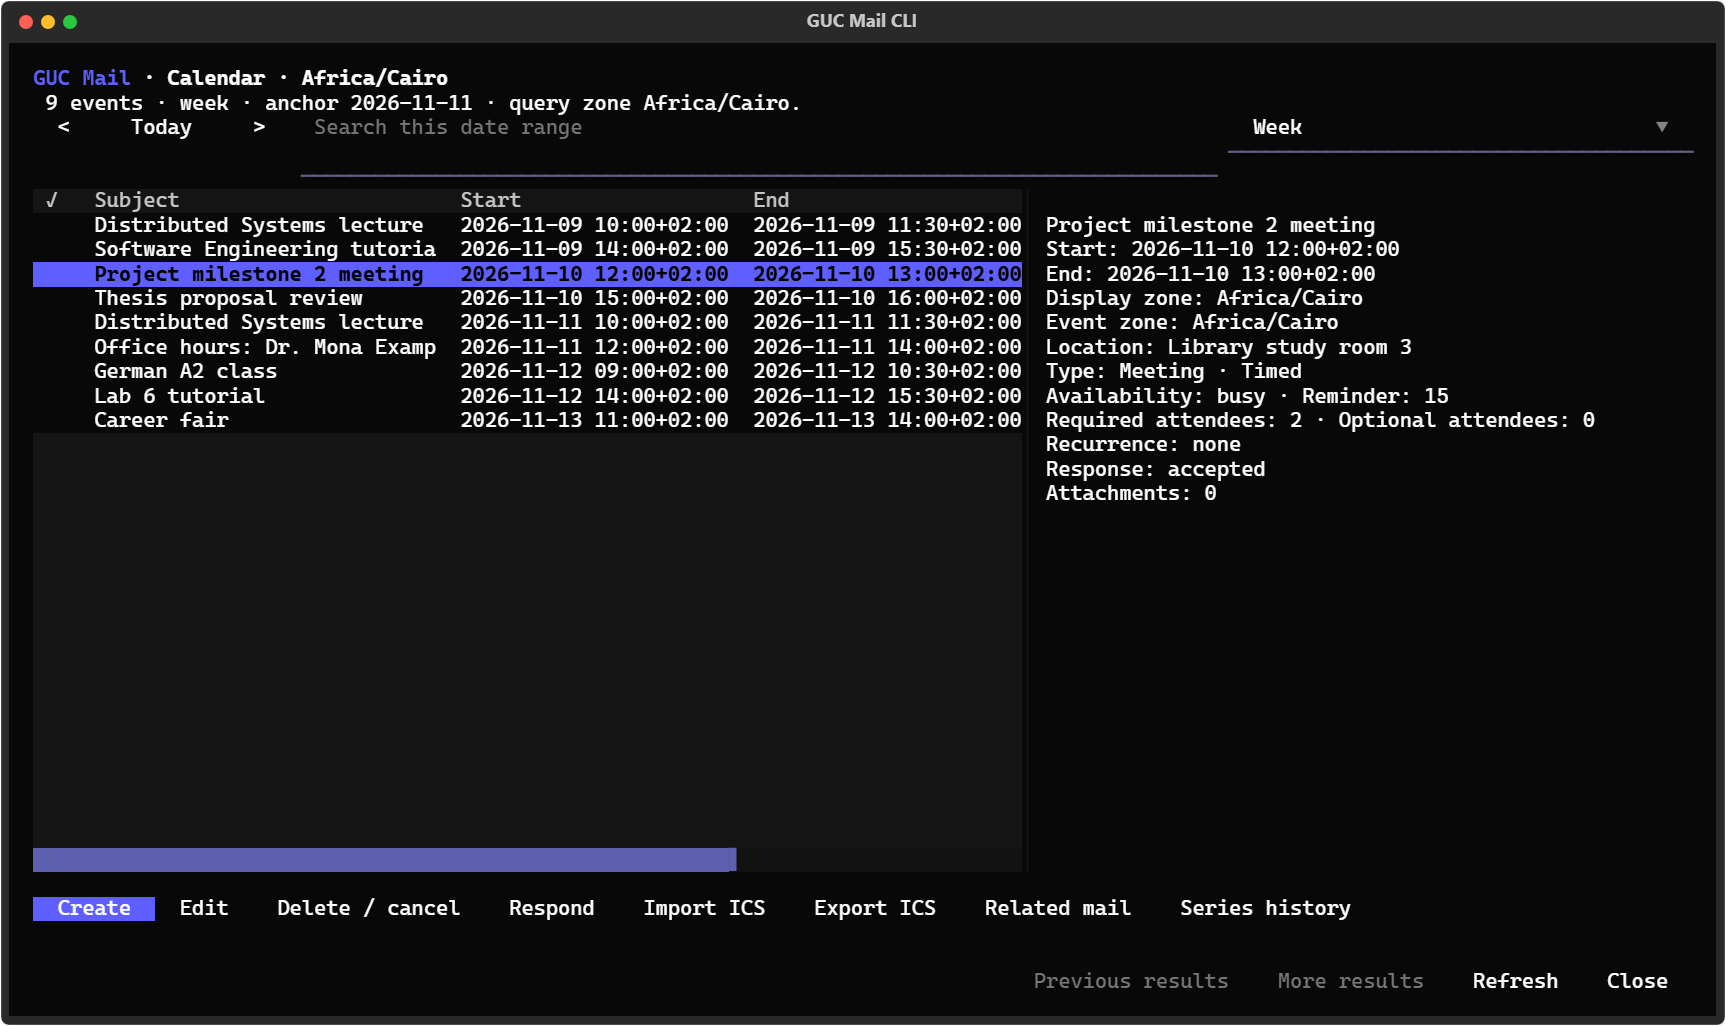 GUC Mail CLI
GUC Mail · Calendar · Africa/Cairo
9 events · week · anchor 2026-11-11 · query zone Africa/Cairo.
< Today > Search this date range Week ▼
√ Subject Start End
Distributed Systems lecture 2026-11-09 10:00+02:00 2026-11-09 11:30+02:00
Software Engineering tutoria 2026-11-09 14:00+02:00 2026-11-09 15:30+02:00
Project milestone 2 meeting 2026-11-10 12:00+02:00 2026-11-10 13:00+02:00
Thesis proposal review 2026-11-10 15:00+02:00 2026-11-10 16:00+02:00
Distributed Systems lecture 2026-11-11 10:00+02:00 2026-11-11 11:30+02:00
Office hours: Dr. Mona Examp 2026-11-11 12:00+02:00 2026-11-11 14:00+02:00
German A2 class 2026-11-12 09:00+02:00 2026-11-12 10:30+02:00
Lab 6 tutorial 2026-11-12 14:00+02:00 2026-11-12 15:30+02:00
Career fair 2026-11-13 11:00+02:00 2026-11-13 14:00+02:00
Project milestone 2 meeting
Start: 2026-11-10 12:00+02:00
End: 2026-11-10 13:00+02:00
Display zone: Africa/Cairo
Event zone: Africa/Cairo
Location: Library study room 3
Type: Meeting · Timed
Availability: busy · Reminder: 15
Required attendees: 2 · Optional attendees: 0
Recurrence: none
Response: accepted
Attachments: 0
Create Edit Delete / cancel Respond Import ICS Export ICS Related mail Series history
Previous results More results Refresh Close